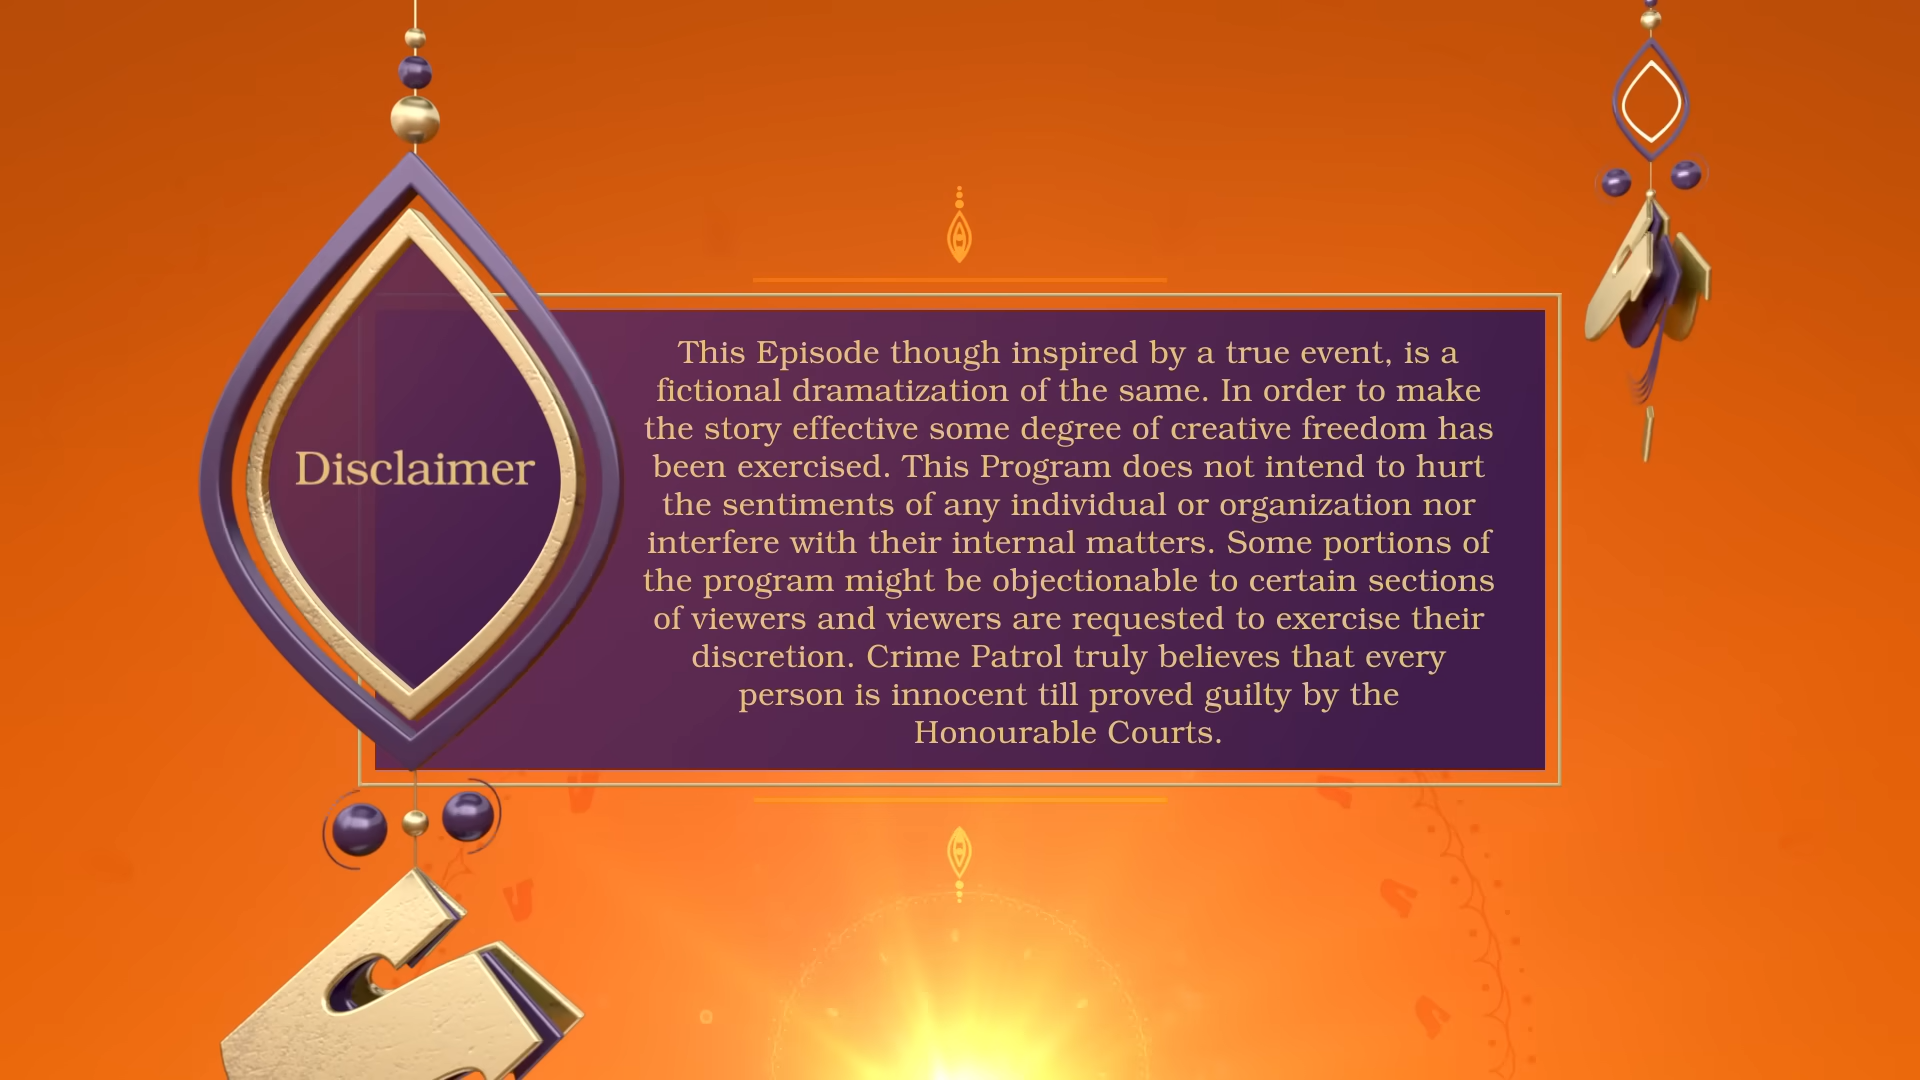 Disclaimer
This Episode though inspired by a true event, is a
fictional dramatization of the same. In order to make
the story effective some degree of creative freedom has
been exercised. This Program does not intend to hurt
the sentiments of any individual or organization nor
interfere with their internal matters. Some portions of
the program might be objectionable to certain sections
of viewers and viewers are requested to exercise their
discretion. Crime Patrol truly believes that every
person is innocent till proved guilty by the
Honourable Courts.